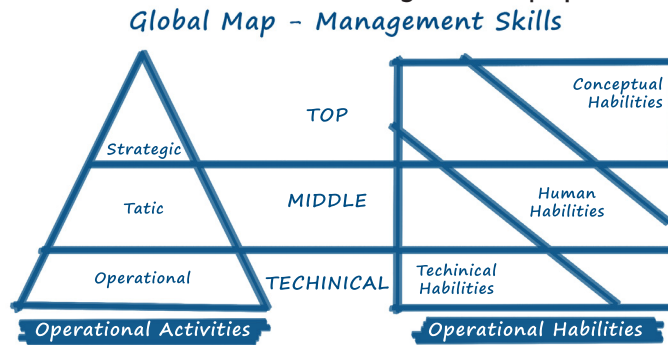 Global Map - Management Skills
TOP
Conceptual
Habilities
Strategic
MIDDLE
Tatic
Human
Habilities
Operational
TECHINICAL
Techinical
Habilities
Operational Activities
Operational Habilities